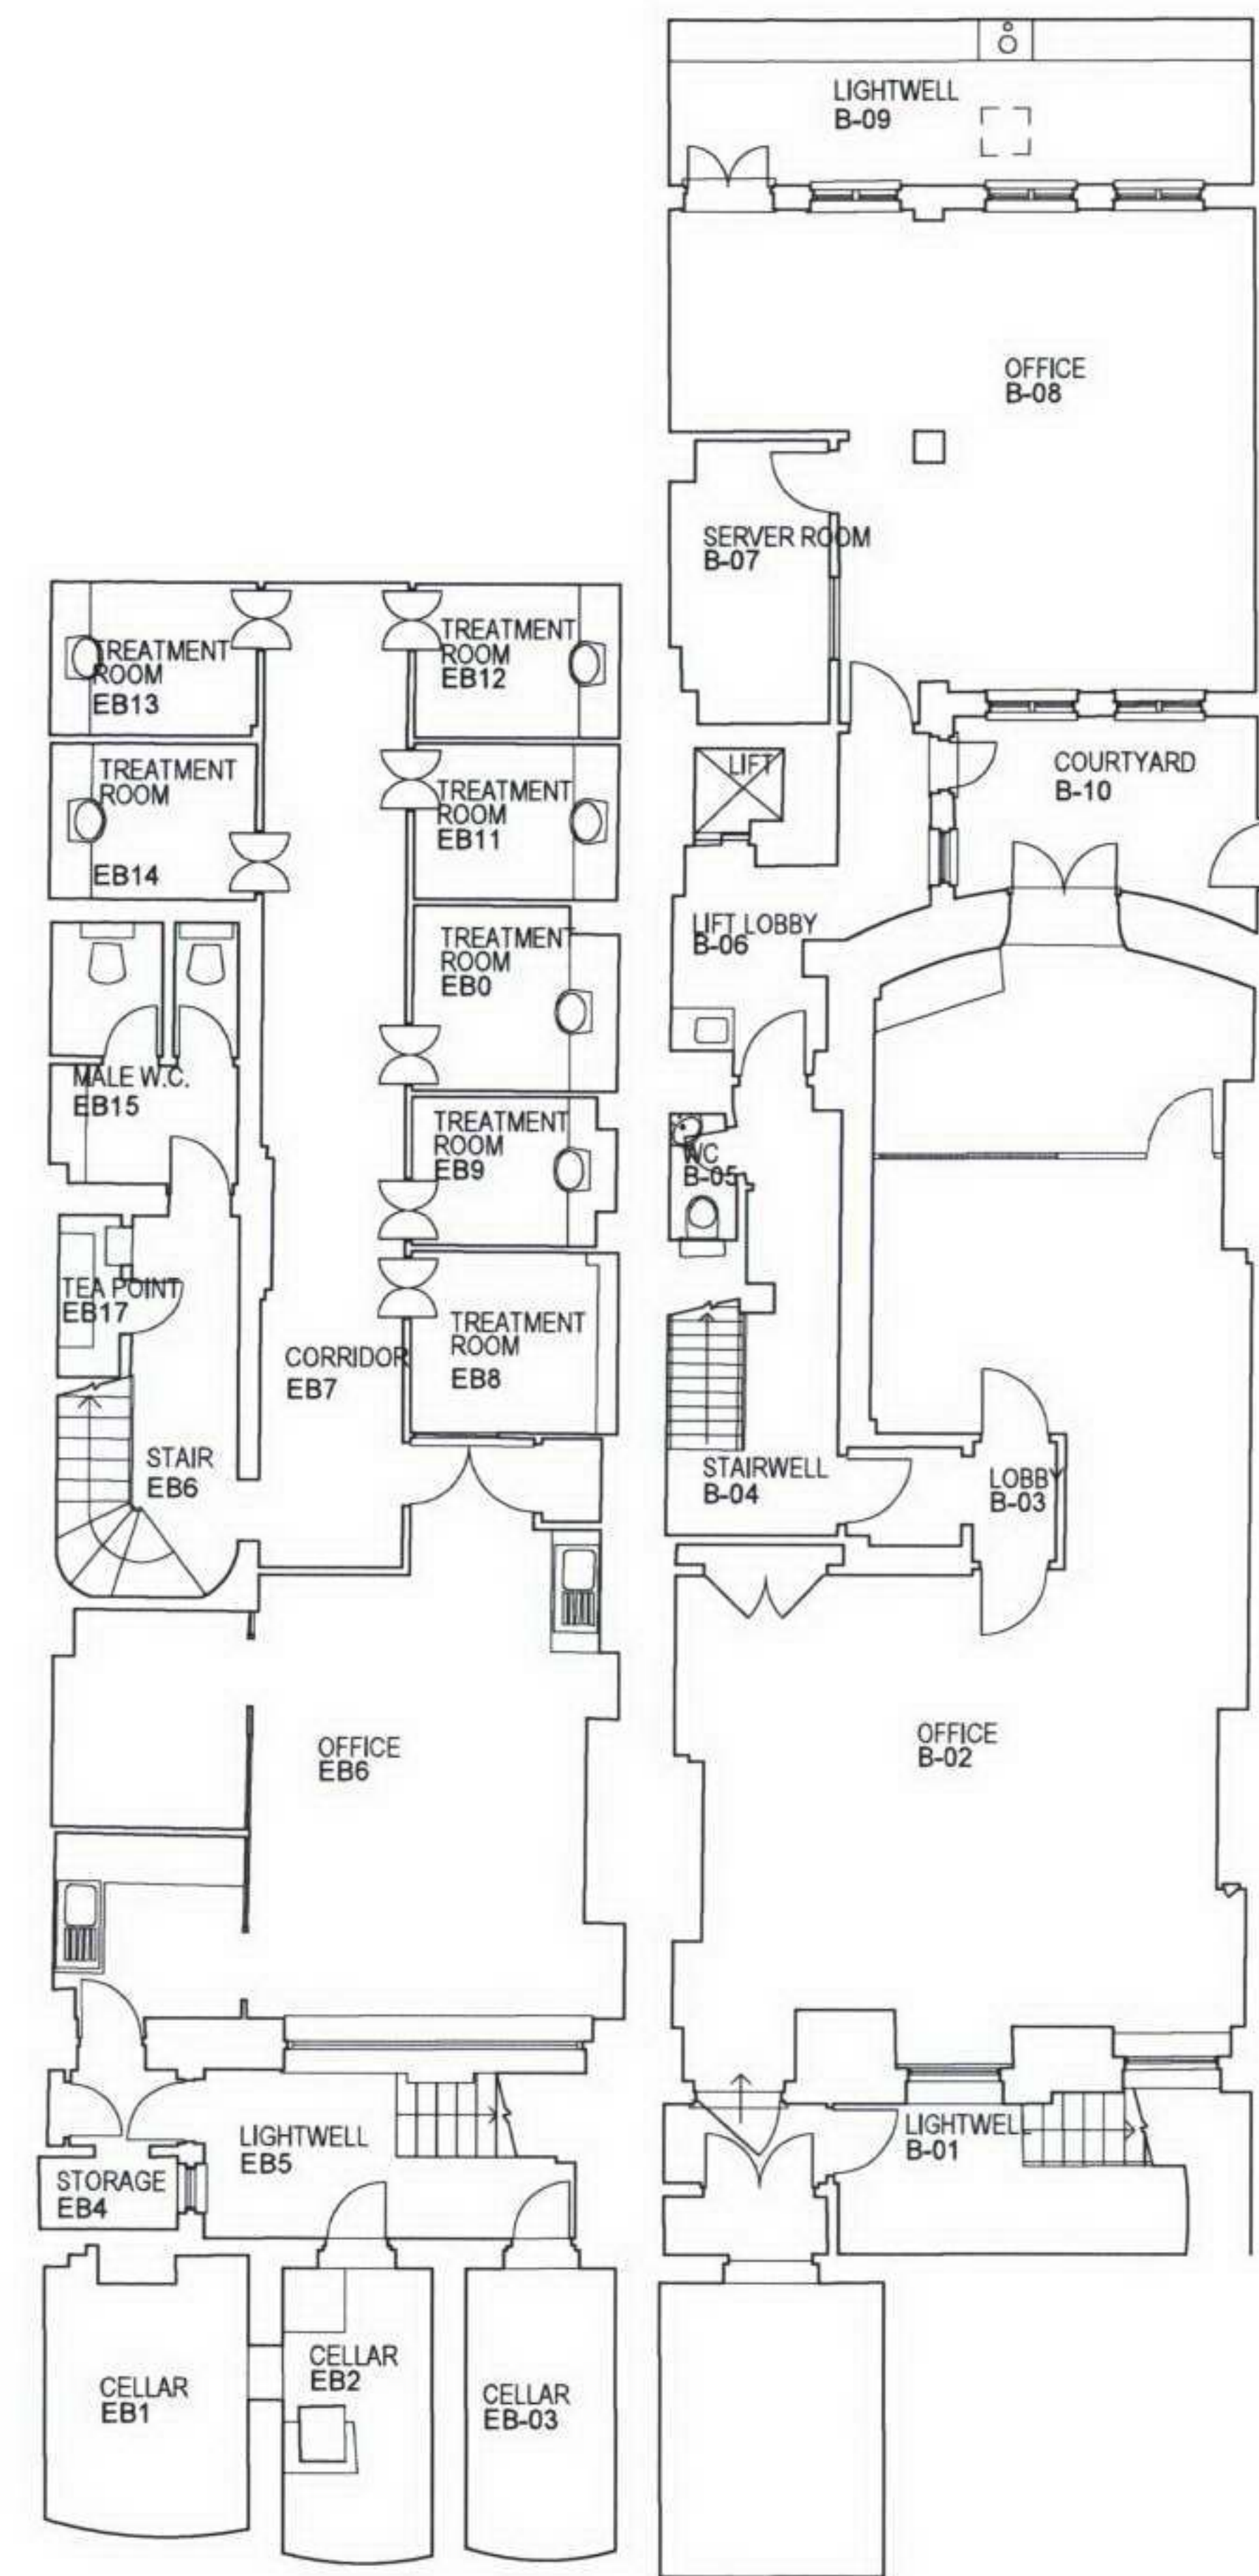 LIGHTWELL
B-09
OFFICE
B-08
SERVER ROOM
B-07
LIFT
COURTYARD
B-10
LIFT LOBBY
B-06
WC
B-05
STAIRWELL
B-04
LOBBY
B-03
OFFICE
B-02
LIGHTWEL
B-01
TREATMENT
ROOM
EB13
TREATMENT
ROOM
EB12
TREATMENT
ROOM
EB14
TREATMENT
ROOM
EB11
TREATMENT
ROOM
EB0
MALE W.C.
EB15
TREATMENT
ROOM
EB9
TEA POINT
EB17
TREATMENT
ROOM
EB8
CORRIDOR
EB7
STAIR
EB6
OFFICE
EB6
LIGHTWELL
EB5
STORAGE
EB4
CELLAR
EB1
CELLAR
EB2
CELLAR
EB-03